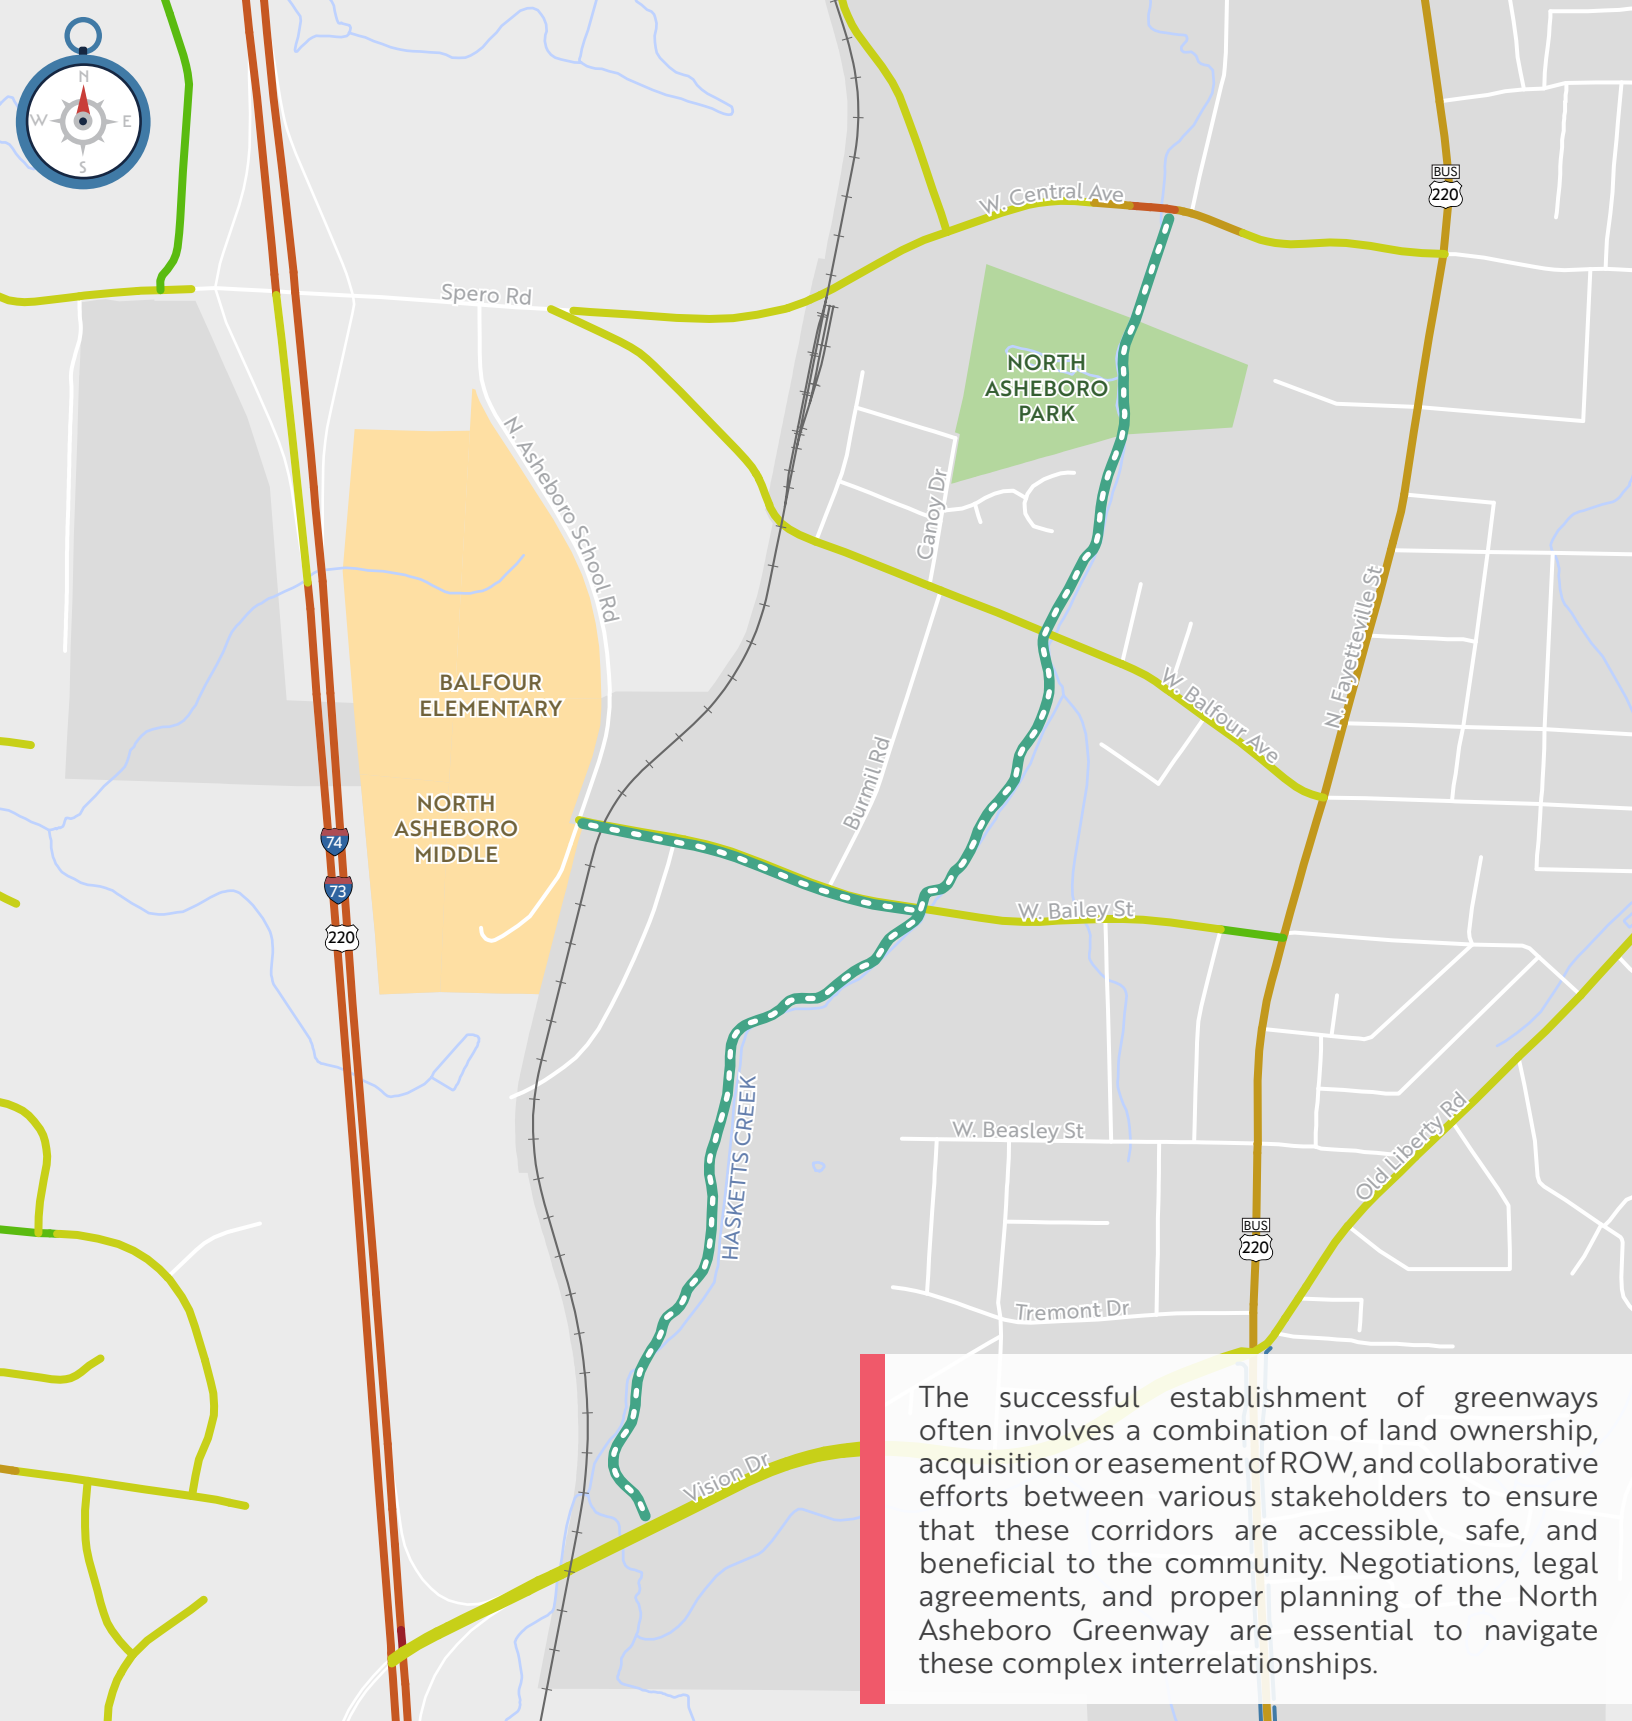 N
W
E
S
W. Central Ave
BUS
220
Spero Rd
NORTH
ASHEBORO
PARK
N. Asheboro School Rd
Canoy Dr
N. Fayetteville St
BALFOUR
ELEMENTARY
W. Balfour Ave
Burmil Rd
NORTH
ASHEBORO
MIDDLE
74
73
220
W. Bailey St
HASKETTS CREEK
W. Beasley St
Old Liberty Rd
BUS
220
Tremont Dr
Vision Dr
The successful establishment of greenways
often involves a combination of land ownership,
acquisition or easement of ROW, and collaborative
efforts between various stakeholders to ensure
that these corridors are accessible, safe, and
beneficial to the community. Negotiations, legal
agreements, and proper planning of the North
Asheboro Greenway are essential to navigate
these complex interrelationships.